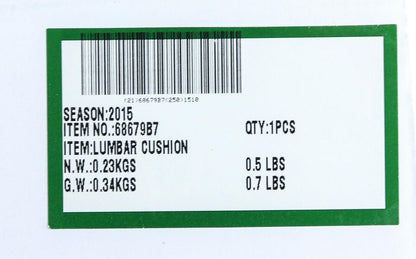 (21)68679B7(250)1510
SEASON:2015
ITEM NO.:68679B7 QTY:1PCS
ITEM:LUMBAR CUSHION
N.W.:0.23KGS 0.5 LBS
G.W.:0.34KGS 0.7 LBS